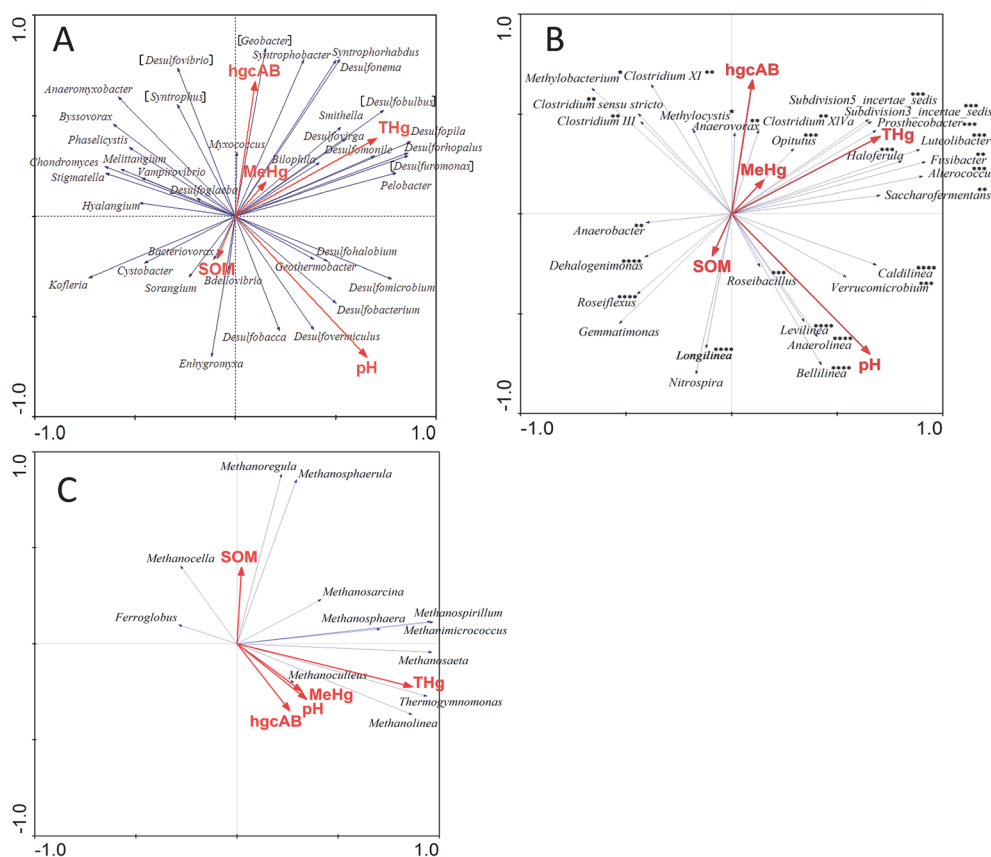 1.0
A
[Geobacter]
Syntrophorhabdus
[Desulfovibrio]
Syntrophobacter
Desulfonema
hgcAB
Anaeromyxobacter
[Syntrophus]
[Desulfobulbus]
Byssovorax
Smithella
THg
Phaselicystis
Desulfovirga
Desulfopila
Myxococcus
Desulfomonile
Desulforhopalus
Chondromyces
Melittangium
Bilophila
[Desulfuromonas]
Stigmatella
Vampirovibrio
MeHg
Desulfoglaeba
Pelobacter
Hyalangium
Bacteriovorax
Desulfohalobium
Cystobacter
SOM
Geothermobacter
Kofleria
Sorangium
Bdellovibrio
Desulfomicrobium
Desulfobacterium
Desulfobacca
Desulfovermiculus
Enhygromyxa
pH
-1.0
-1.0
1.0
1.0
B
hgcAB
Methylobacterium*
Clostridium XI **
Clostridium sensu stricto **
Subdivision5_incertae_sedis ***
Clostridium III **
Methylocystis *
Subdivision3_incertae_sedis ***
Anaerovorax **
Clostridium XlVa **
Prosthecobacter ***
Opitutus ***
THg
Luteolibacter ***
Haloferula ***
Fusibacter **
MeHg
Alterococcus ***
Saccharofermentans **
Anaerobacter **
Dehalogenimonas ****
SOM
Caldilinea ****
Roseibacillus ***
Verrucomicrobium ***
Roseiflexus ****
Gemmatimonas
Levilinea ****
Anaerolinea ****
Longilinea ****
pH
Bellilinea ****
Nitrospira
-1.0
-1.0
1.0
1.0
C
Methanoregula
Methanosphaerula
Methanocella
SOM
Methanosarcina
Ferroglobus
Methanosphaera
Methanospirillum
Methanimicrococcus
Methanosaeta
Methanoculleus
THg
MeHg
Thermogymnomonas
pH
hgcAB
Methanolinea
-1.0
-1.0
1.0